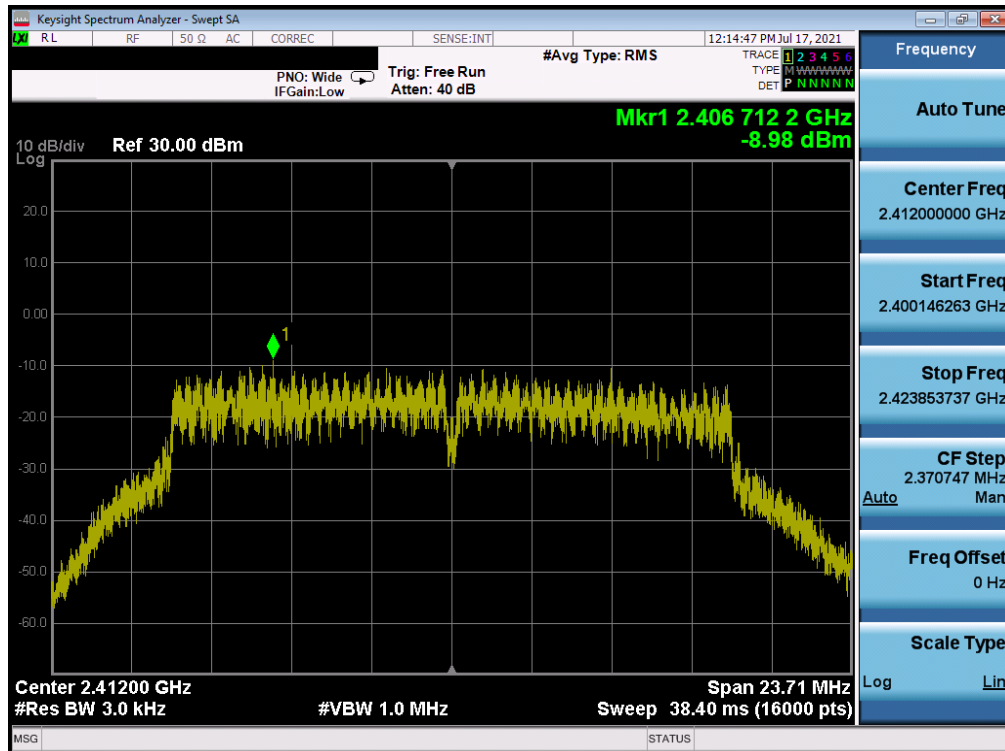 Keysight Spectrum Analyzer - Swept SA
LXI RL RF 50 Ω AC CORREC SENSE:INT 12:14:47 PM Jul 17, 2021
#Avg Type: RMS TRACE 1 2 3 4 5 6
PNO: Wide Trig: Free Run TYPE M WWWWW
IFGain:Low Atten: 40 dB DET P N N N N N
Mkr1 2.406 712 2 GHz
-8.98 dBm
10 dB/div Ref 30.00 dBm
Log
1
20.0
10.0
0.00
-10.0
-20.0
-30.0
-40.0
-50.0
-60.0
Center 2.41200 GHz Span 23.71 MHz
#Res BW 3.0 kHz #VBW 1.0 MHz Sweep 38.40 ms (16000 pts)
MSG STATUS
Frequency
Auto Tune
Center Freq
2.412000000 GHz
Start Freq
2.400146263 GHz
Stop Freq
2.423853737 GHz
CF Step
2.370747 MHz
Auto Man
Freq Offset
0 Hz
Scale Type
Log Lin